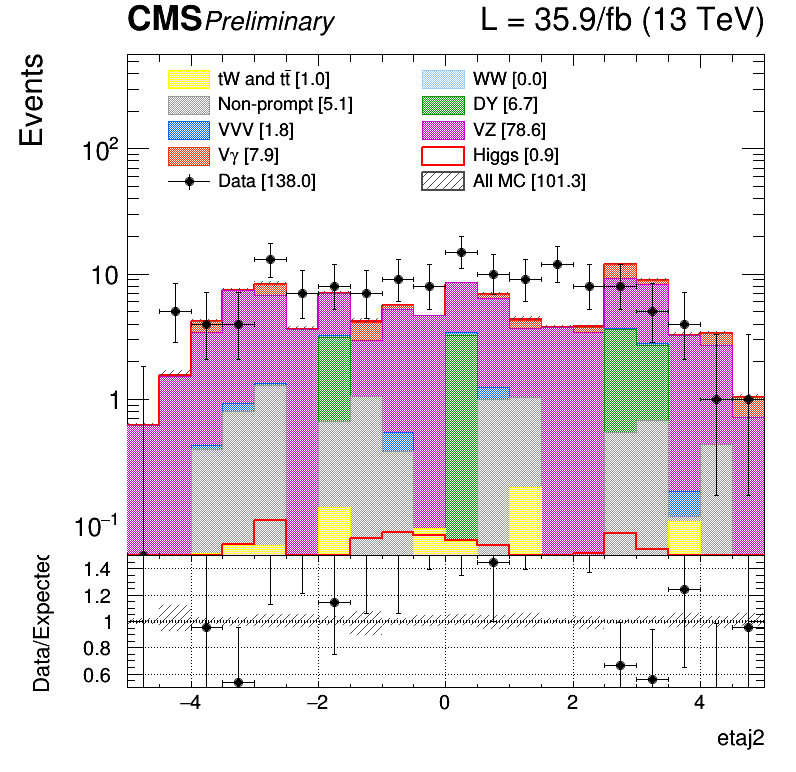 CMS Preliminary L = 35.9/fb (13 TeV)
Events
tW and tt̄ [1.0] WW [0.0]
Non-prompt [5.1] DY [6.7]
VVV [1.8] VZ [78.6]
Vγ [7.9] Higgs [0.9]
Data [138.0] All MC [101.3]
10²
10
1
10⁻¹
Data/Expected
1.4
1.2
1
0.8
0.6
−4 −2 0 2 4
etaj2